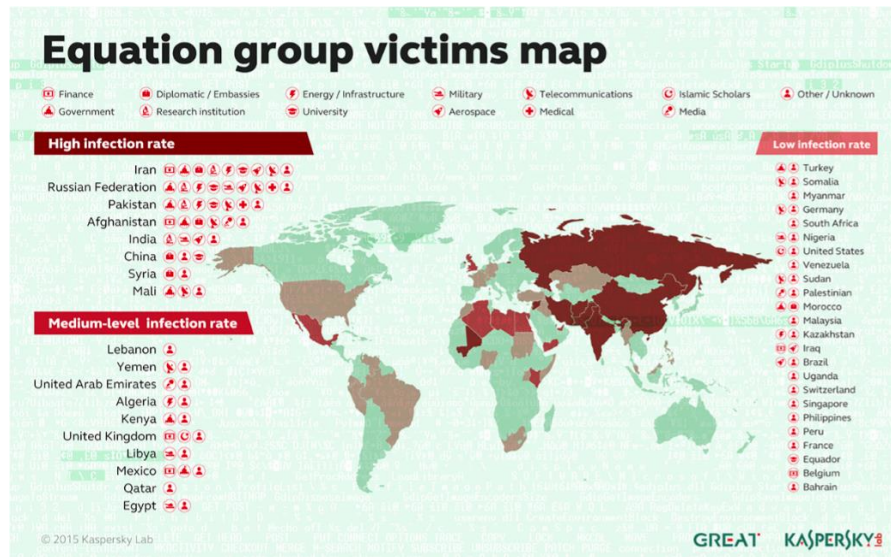 Equation group victims map
Finance
Diplomatic / Embassies
Energy / Infrastructure
Military
Telecommunications
Islamic Scholars
Other / Unknown
Government
Research institution
University
Aerospace
Medical
Media
High infection rate
Iran
Russian Federation
Pakistan
Afghanistan
India
China
Syria
Mali
Medium-level infection rate
Lebanon
Yemen
United Arab Emirates
Algeria
Kenya
United Kingdom
Libya
Mexico
Qatar
Egypt
Low infection rate
Turkey
Somalia
Myanmar
Germany
South Africa
Nigeria
United States
Venezuela
Sudan
Palestinian
Morocco
Malaysia
Kazakhstan
Iraq
Brazil
Uganda
Switzerland
Singapore
Philippines
Peru
France
Equador
Belgium
Bahrain
© 2015 Kaspersky Lab
GREAT
KASPERSKY lab